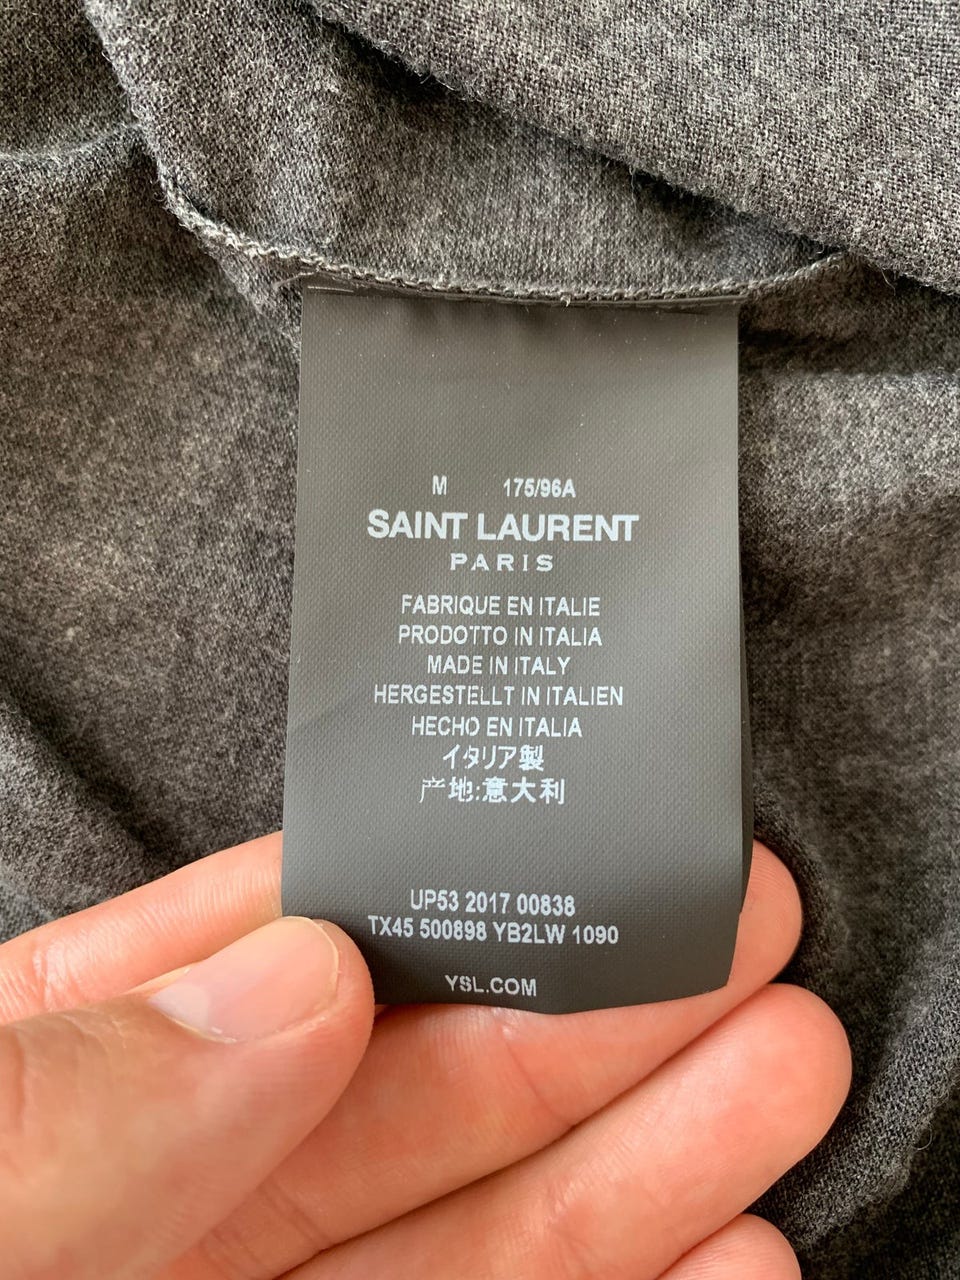 M 175/96A
SAINT LAURENT
PARIS
FABRIQUE EN ITALIE
PRODOTTO IN ITALIA
MADE IN ITALY
HERGESTELLT IN ITALIEN
HECHO EN ITALIA
イタリア製
产地:意大利
UP53 2017 00838
TX45 500898 YB2LW 1090
YSL.COM